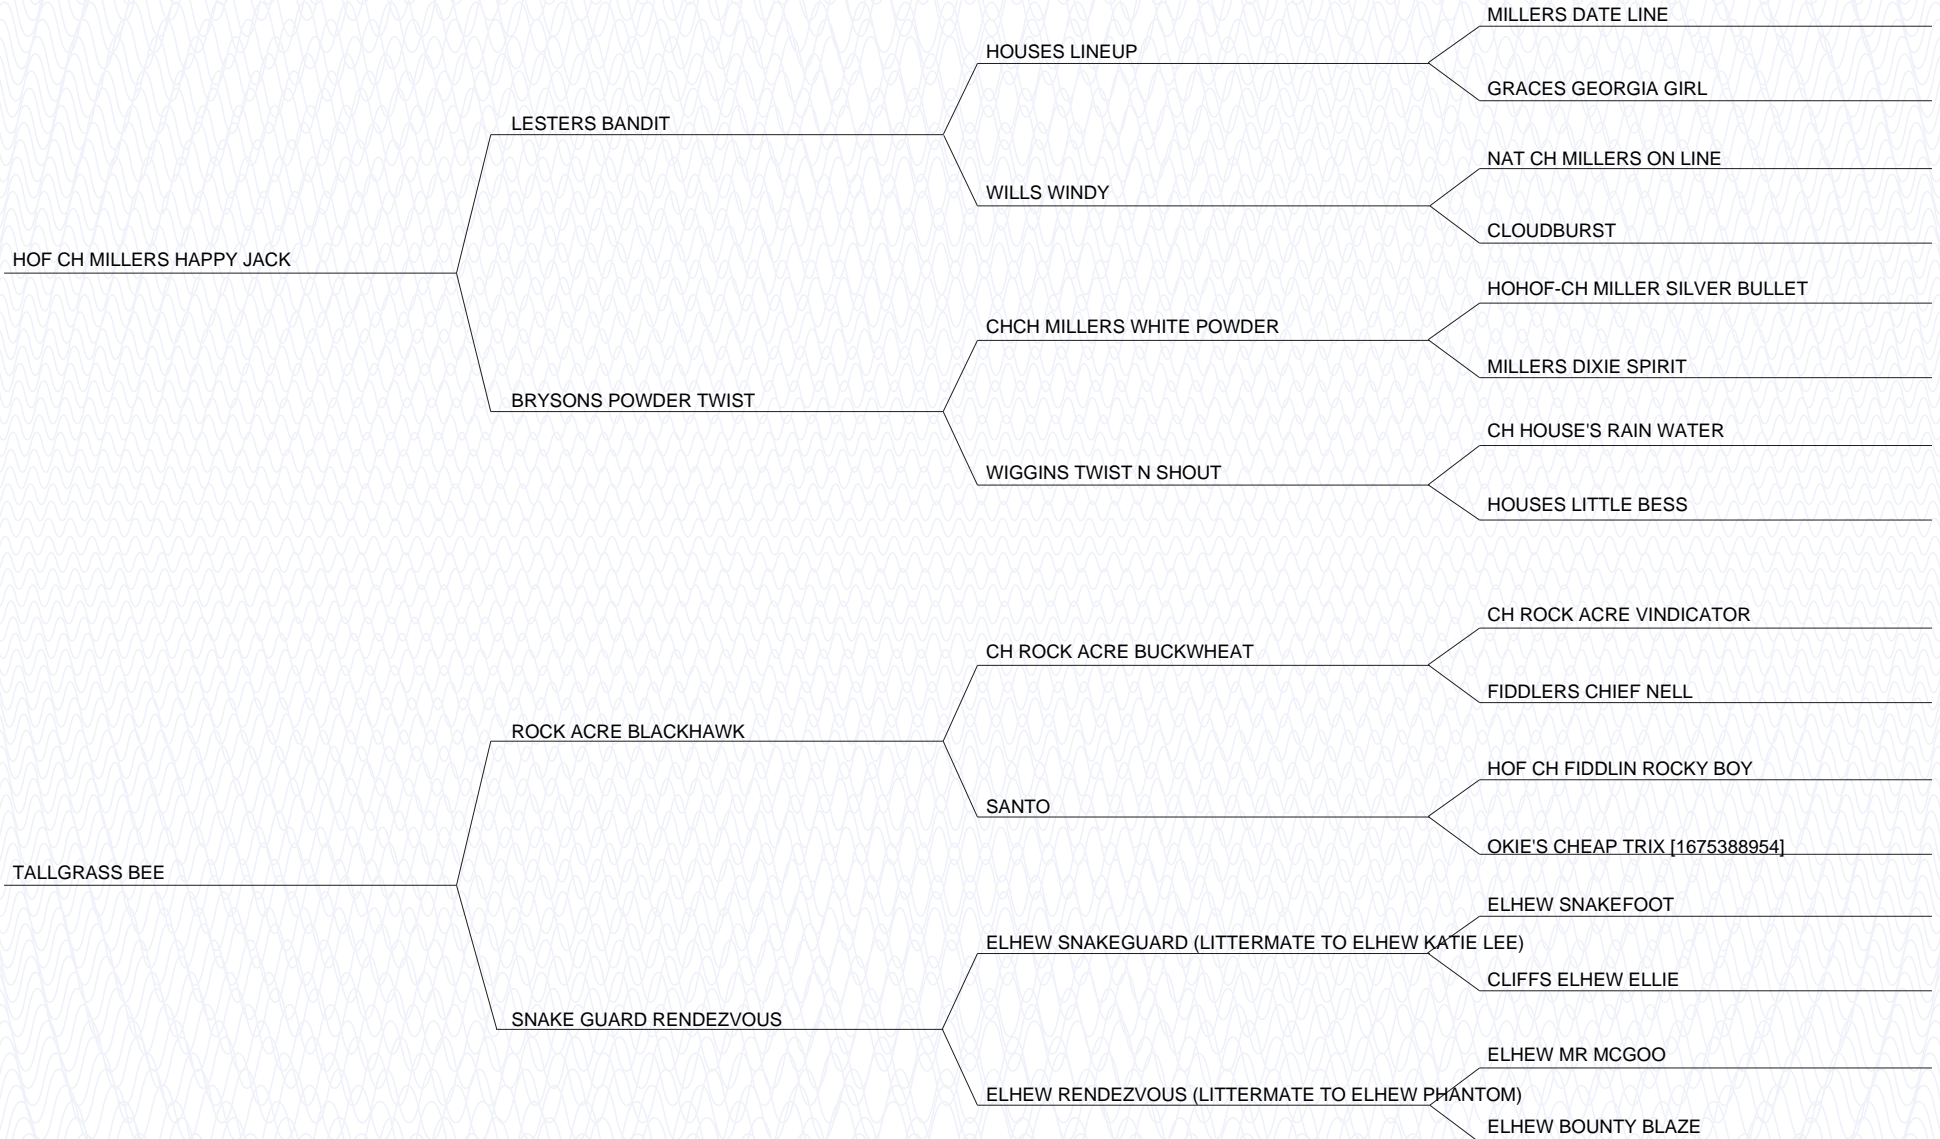 MILLERS DATE LINE
HOUSES LINEUP
GRACES GEORGIA GIRL
LESTERS BANDIT
NAT CH MILLERS ON LINE
WILLS WINDY
CLOUDBURST
HOF CH MILLERS HAPPY JACK
HOHOF-CH MILLER SILVER BULLET
CHCH MILLERS WHITE POWDER
MILLERS DIXIE SPIRIT
BRYSONS POWDER TWIST
CH HOUSE'S RAIN WATER
WIGGINS TWIST N SHOUT
HOUSES LITTLE BESS
CH ROCK ACRE VINDICATOR
CH ROCK ACRE BUCKWHEAT
FIDDLERS CHIEF NELL
ROCK ACRE BLACKHAWK
HOF CH FIDDLIN ROCKY BOY
SANTO
OKIE'S CHEAP TRIX [1675388954]
TALLGRASS BEE
ELHEW SNAKEFOOT
ELHEW SNAKEGUARD (LITTERMATE TO ELHEW KATIE LEE)
CLIFFS ELHEW ELLIE
SNAKE GUARD RENDEZVOUS
ELHEW MR MCGOO
ELHEW RENDEZVOUS (LITTERMATE TO ELHEW PHANTOM)
ELHEW BOUNTY BLAZE